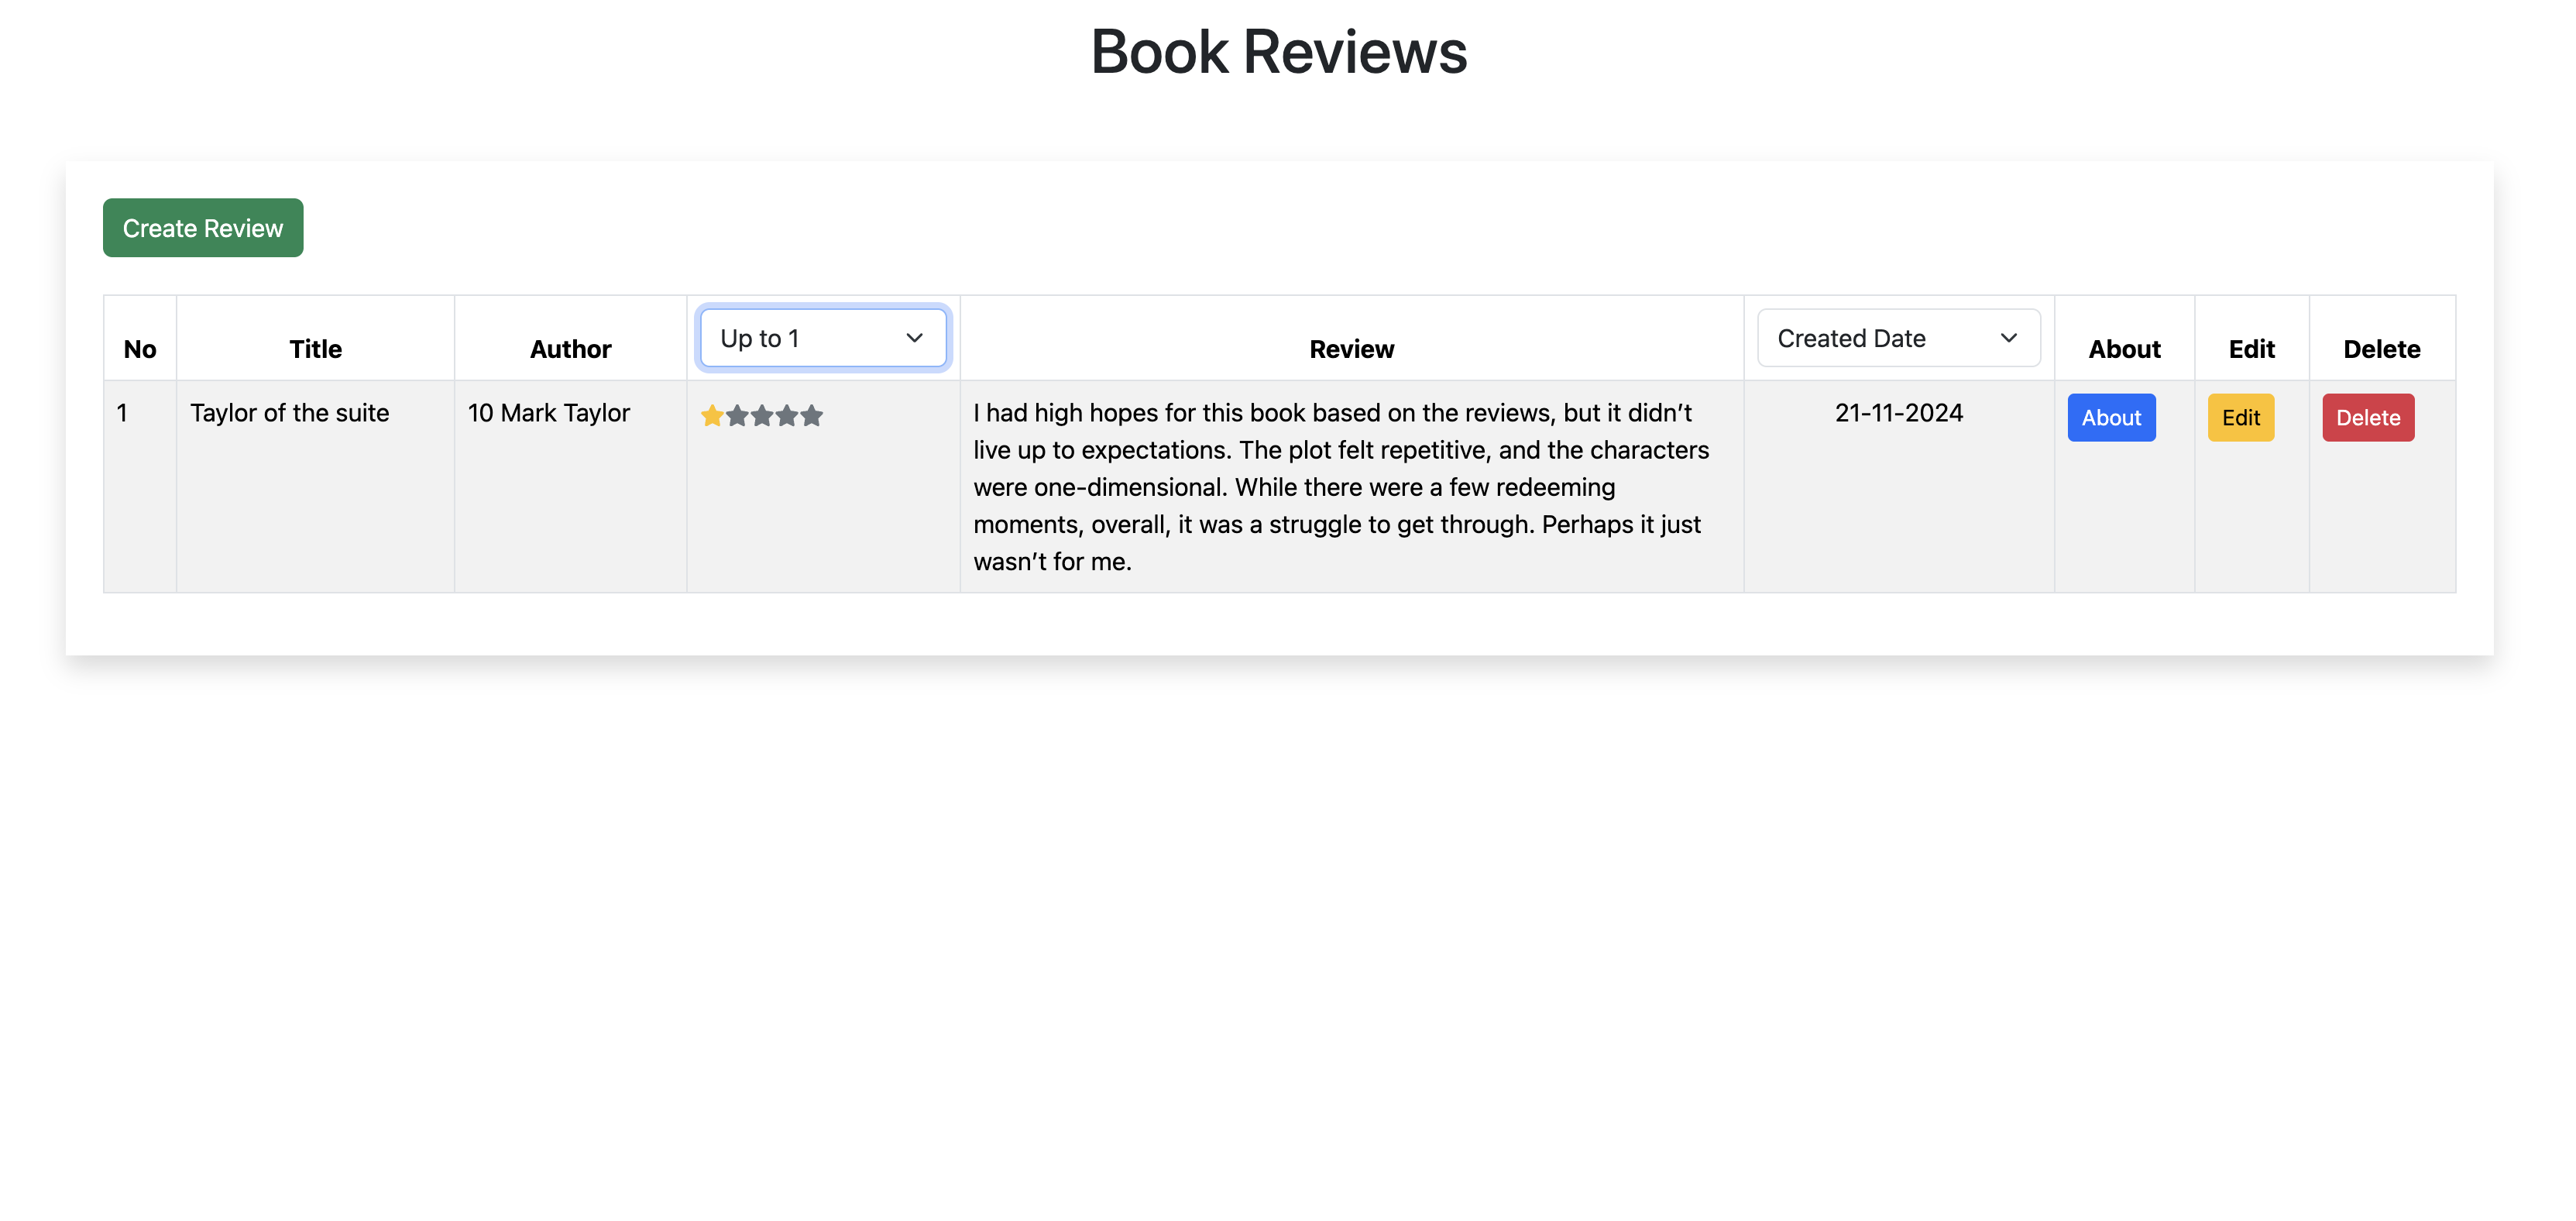 Book Reviews
Create Review
No Title Author Up to 1 Review Created Date About Edit Delete
1 Taylor of the suite 10 Mark Taylor I had high hopes for this book based on the reviews, but it didn’t 21-11-2024 About Edit Delete
live up to expectations. The plot felt repetitive, and the characters
were one-dimensional. While there were a few redeeming
moments, overall, it was a struggle to get through. Perhaps it just
wasn’t for me.